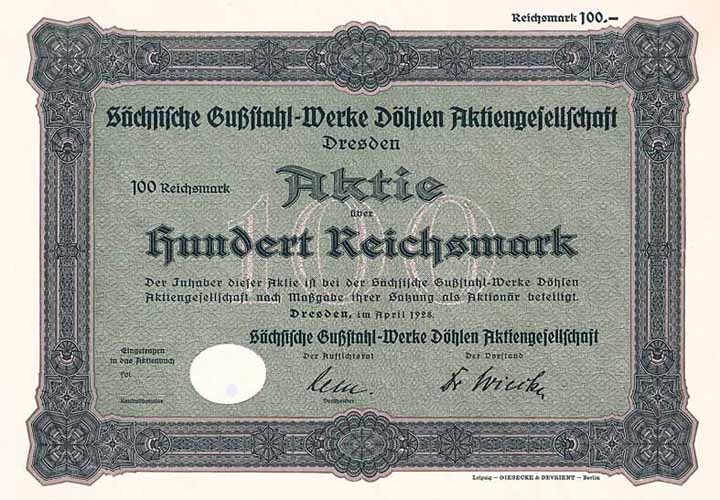 Reichsmark 100.–
Sächsische Gußstahl-Werke Döhlen Aktiengesellschaft
Dresden
100 Reichsmark
Aktie
100
über
Hundert Reichsmark
Der Inhaber dieser Aktie ist bei der Sächsische Gußstahl-Werke Döhlen
Aktiengesellschaft nach Maßgabe ihrer Satzung als Aktionär beteiligt.
Dresden, im April 1928.
Sächsische Gußstahl-Werke Döhlen Aktiengesellschaft
Eingetragen
in das Aktienbuch
Fol
Kontrollbeamter
Der Aufsichtsrat
Vorsitzender
Der Vorstand
Leipzig — GIESECKE & DEVRIENT — Berlin